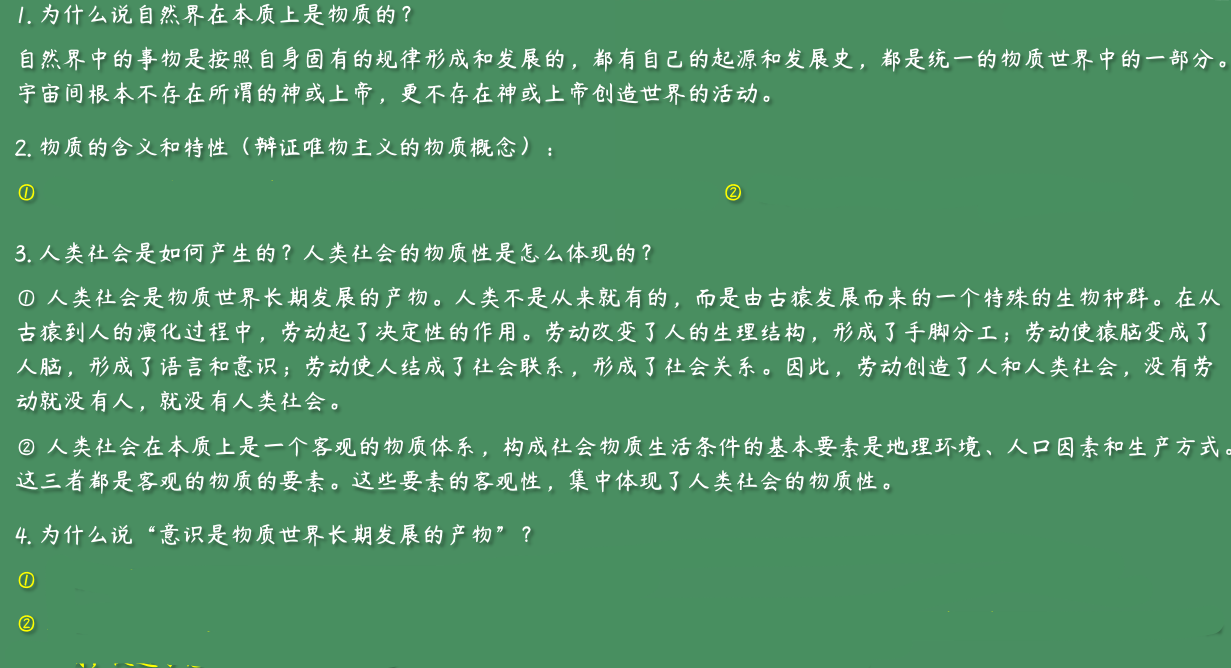 1. 为什么说自然界在本质上是物质的？
自然界中的事物是按照自身固有的规律形成和发展的，都有自己的起源和发展史，都是统一的物质世界中的一部分。
宇宙间根本不存在所谓的神或上帝，更不存在神或上帝创造世界的活动。
2. 物质的含义和特性（辩证唯物主义的物质概念）：
① ②
3. 人类社会是如何产生的？人类社会的物质性是怎么体现的？
① 人类社会是物质世界长期发展的产物。人类不是从来就有的，而是由古猿发展而来的一个特殊的生物种群。在从
古猿到人的演化过程中，劳动起了决定性的作用。劳动改变了人的生理结构，形成了手脚分工；劳动使猿脑变成了
人脑，形成了语言和意识；劳动使人结成了社会联系，形成了社会关系。因此，劳动创造了人和人类社会，没有劳
动就没有人，就没有人类社会。
② 人类社会在本质上是一个客观的物质体系，构成社会物质生活条件的基本要素是地理环境、人口因素和生产方式。
这三者都是客观的物质的要素。这些要素的客观性，集中体现了人类社会的物质性。
4. 为什么说“意识是物质世界长期发展的产物”？
①
②